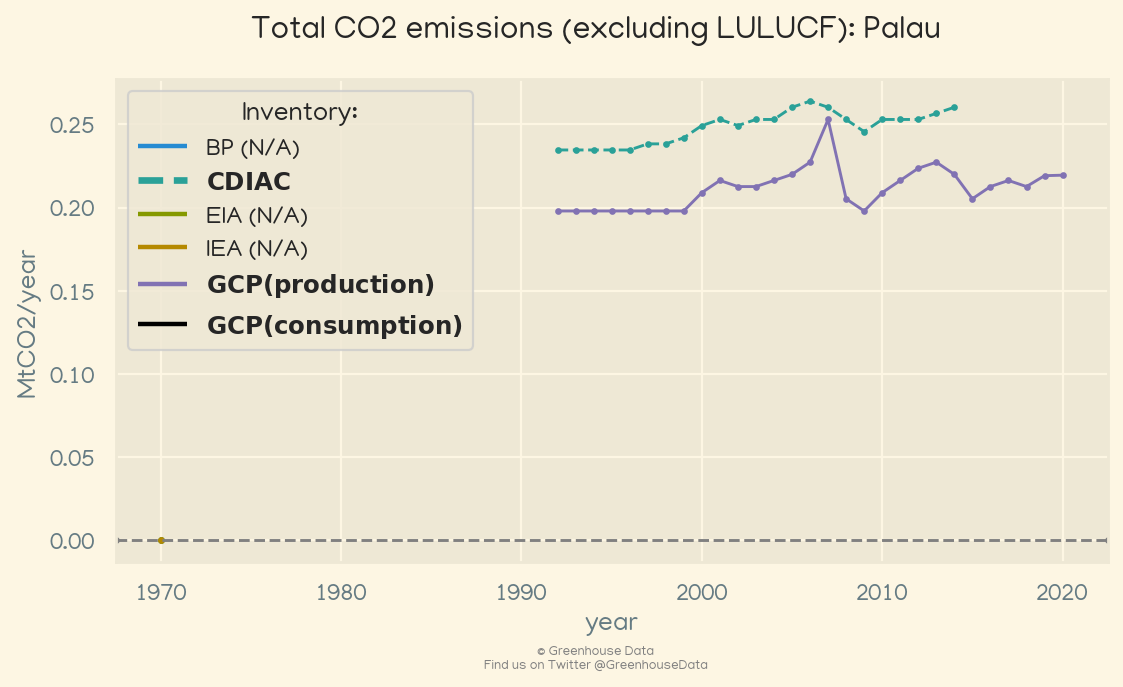 Total CO2 emissions (excluding LULUCF): Palau
Inventory:
BP (N/A)
CDIAC
EIA (N/A)
IEA (N/A)
GCP(production)
GCP(consumption)
MtCO2/year
0.25
0.20
0.15
0.10
0.05
0.00
1970
1980
1990
2000
2010
2020
year
© Greenhouse Data
Find us on Twitter @GreenhouseData